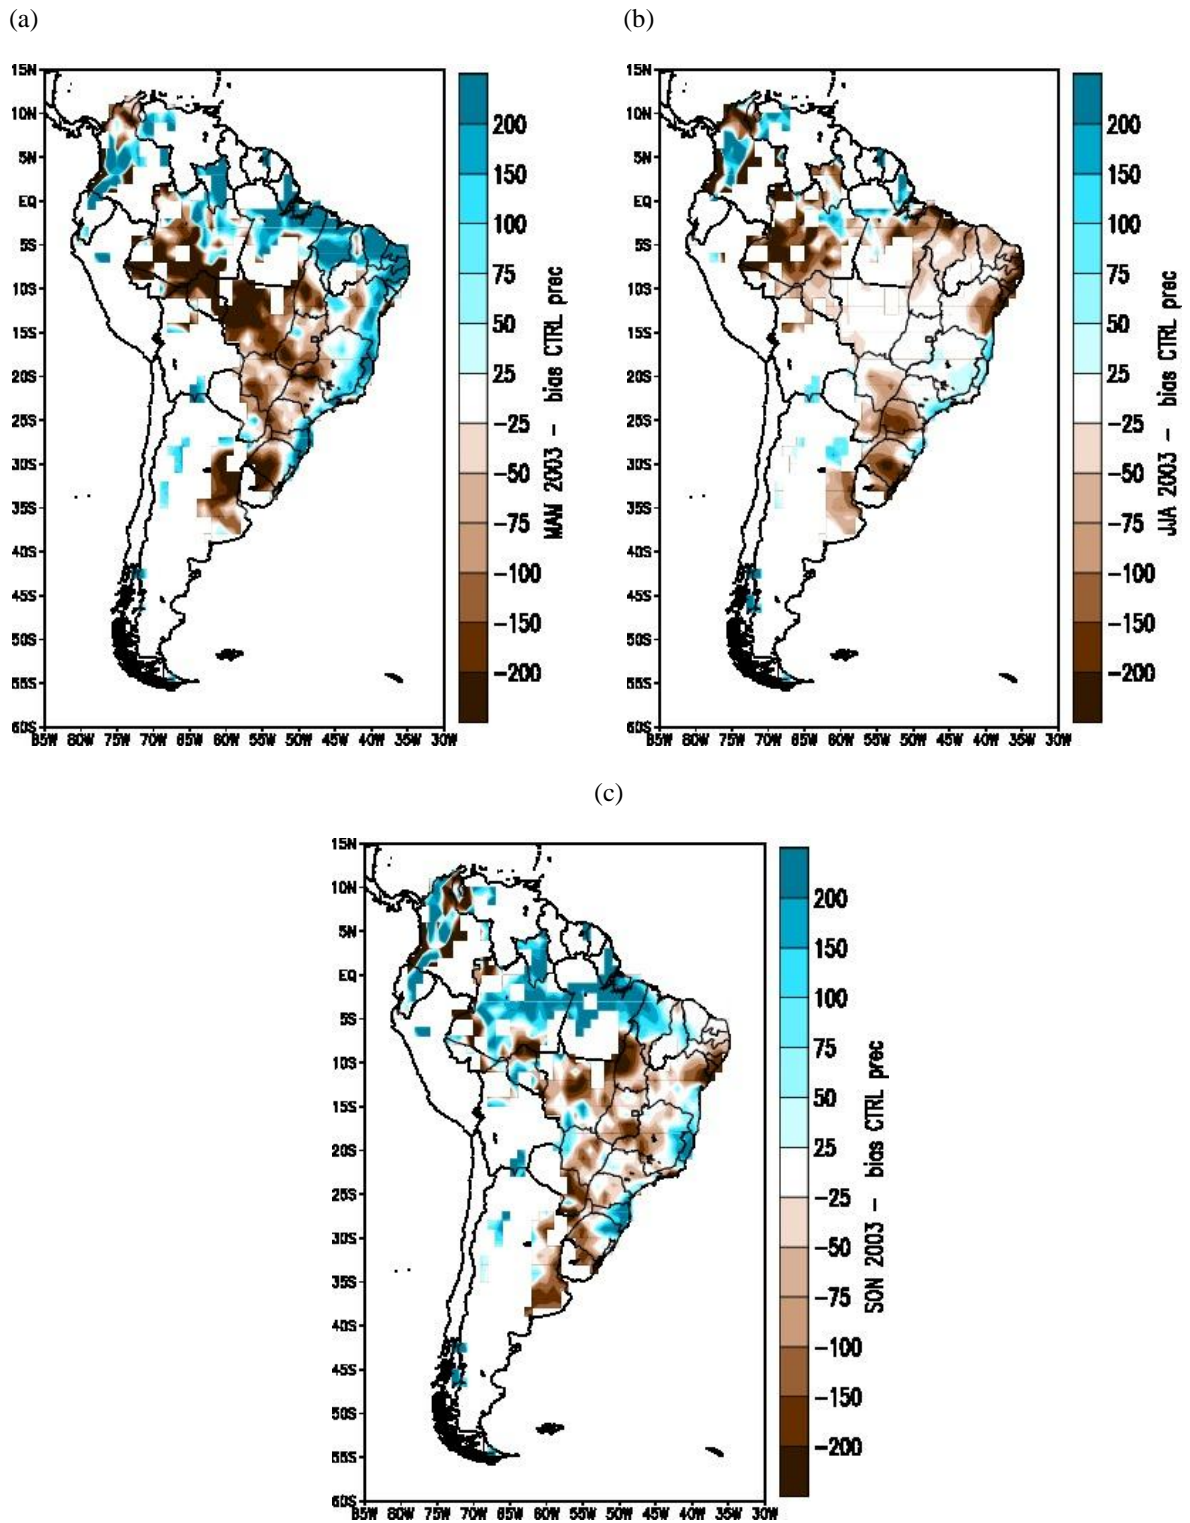 (a)
(b)
15N
10N
5N
EQ
5S
10S
15S
20S
25S
30S
35S
40S
45S
50S
55S
60S
85W 80W 75W 70W 65W 60W 55W 50W 45W 40W 35W 30W
200
150
100
75
50
25
-25
-50
-75
-100
-150
-200
MAM 2003 - bias CTRL prec
15N
10N
5N
EQ
5S
10S
15S
20S
25S
30S
35S
40S
45S
50S
55S
60S
85W 80W 75W 70W 65W 60W 55W 50W 45W 40W 35W 30W
200
150
100
75
50
25
-25
-50
-75
-100
-150
-200
JJA 2003 - bias CTRL prec
(c)
15N
10N
5N
EQ
5S
10S
15S
20S
25S
30S
35S
40S
45S
50S
55S
60S
85W 80W 75W 70W 65W 60W 55W 50W 45W 40W 35W 30W
200
150
100
75
50
25
-25
-50
-75
-100
-150
-200
SON 2003 - bias CTRL prec